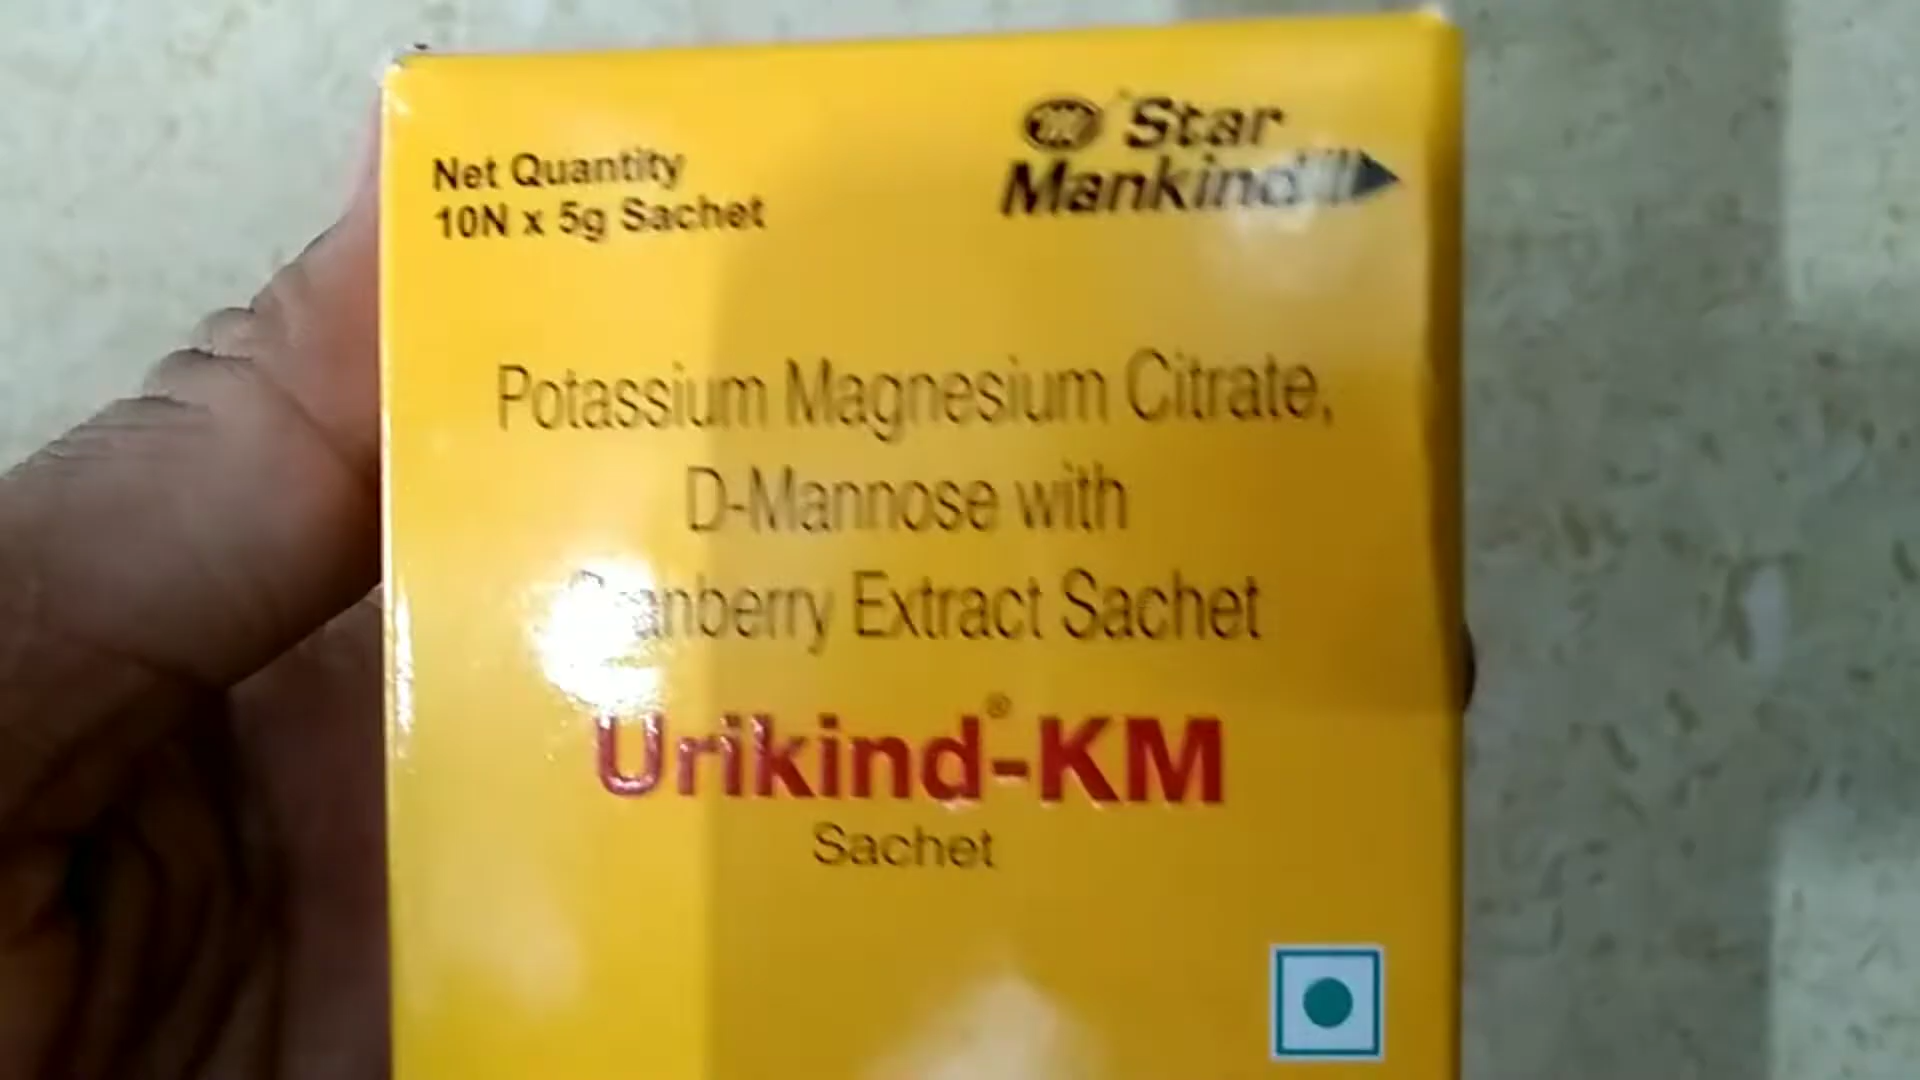 Net Quantity
10N x 5g Sachet
Star
Mankind
Potassium Magnesium Citrate,
D-Mannose with
Cranberry Extract Sachet
Urikind®-KM
Sachet